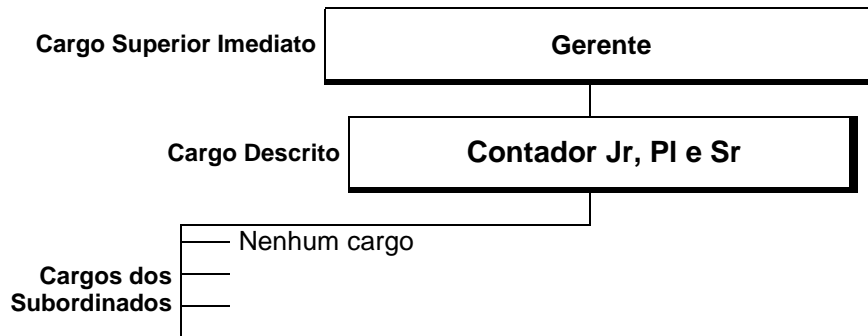 Cargo Superior Imediato
Gerente
Cargo Descrito
Contador Jr, Pl e Sr
Nenhum cargo
Cargos dos
Subordinados